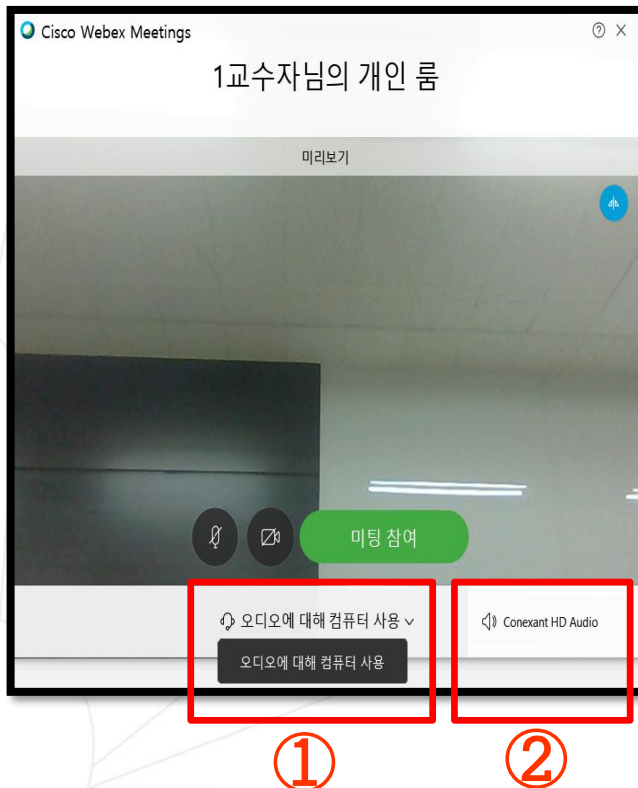 Cisco Webex Meetings
1교수자님의 개인 룸
미리보기
미팅 참여
오디오에 대해 컴퓨터 사용
Conexant HD Audio
오디오에 대해 컴퓨터 사용
①
②